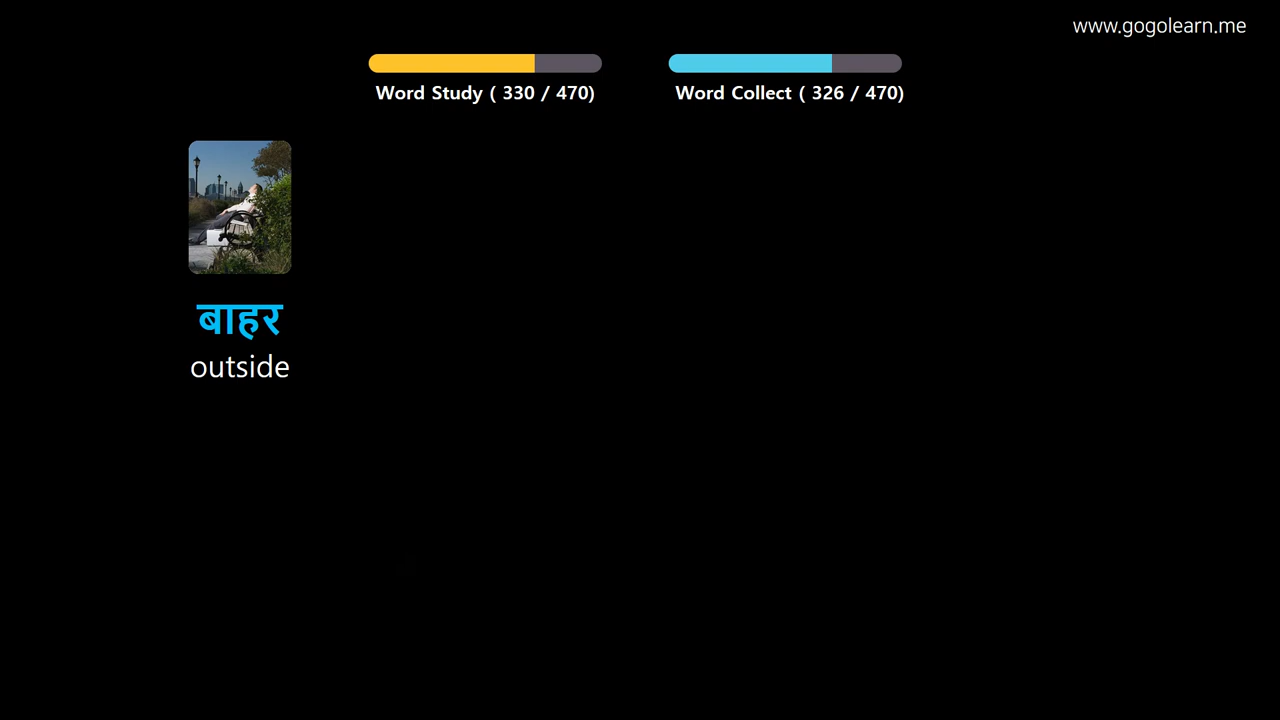 www.gogolearn.me
Word Study ( 330 / 470)
Word Collect ( 326 / 470)
बाहर
outside